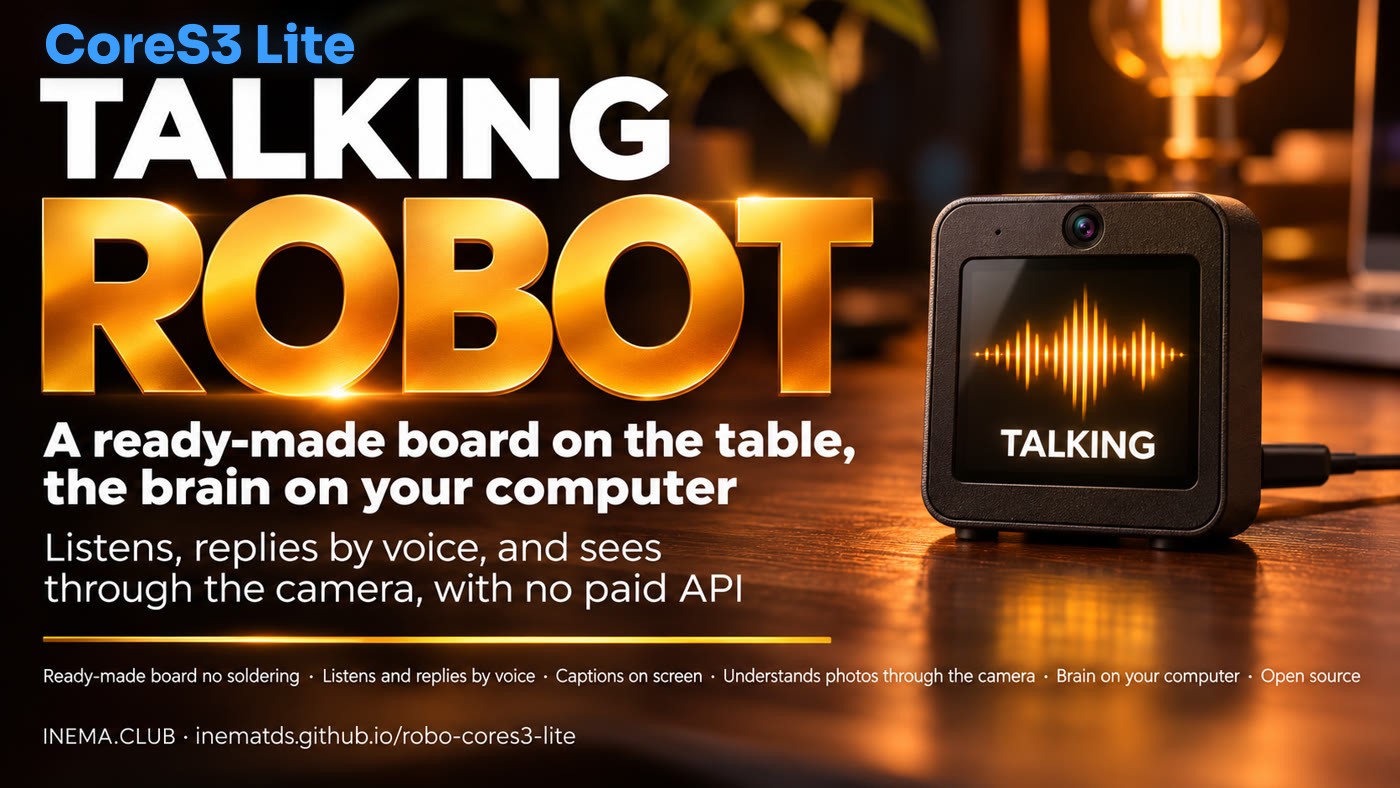 CoreS3 Lite
TALKING
ROBOT
A ready-made board on the table,
the brain on your computer
Listens, replies by voice, and sees
through the camera, with no paid API
TALKING
Ready-made board no soldering · Listens and replies by voice · Captions on screen · Understands photos through the camera · Brain on your computer · Open source
INEMA.CLUB · inematds.github.io/robo-cores3-lite